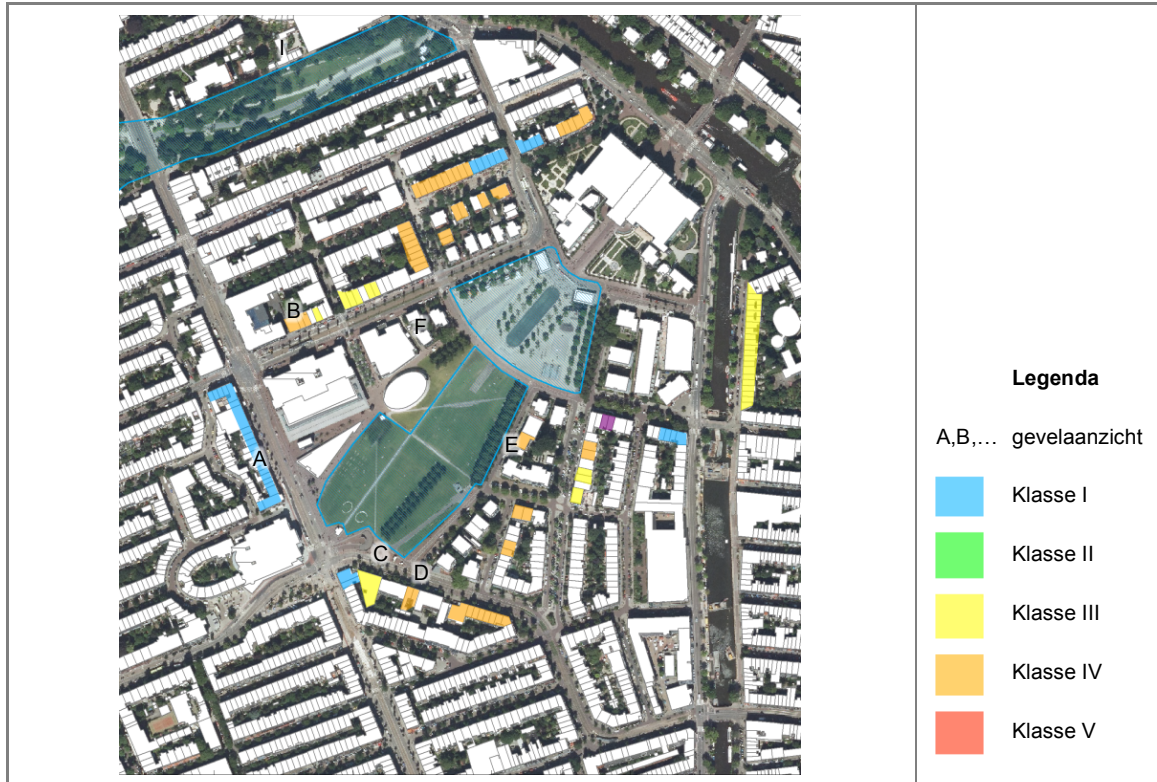 I
B
F
A
E
C
D
Legenda
A,B,... gevelaanzicht
Klasse I
Klasse II
Klasse III
Klasse IV
Klasse V